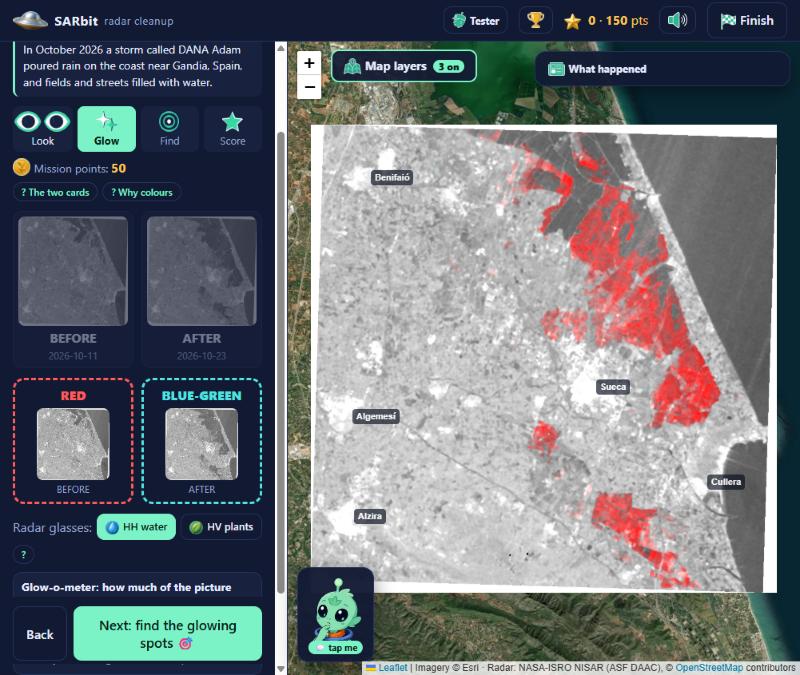 SARbit radar cleanup
Tester
0 · 150 pts
Finish
In October 2026 a storm called DANA Adam
poured rain on the coast near Gandia, Spain,
and fields and streets filled with water.
Look
Glow
Find
Score
Mission points: 50
? The two cards
? Why colours
BEFORE
2026-10-11
AFTER
2026-10-23
RED
BEFORE
BLUE-GREEN
AFTER
Radar glasses:
HH water
HV plants
?
Glow-o-meter: how much of the picture
Back
Next: find the glowing
spots
+
−
Map layers 3 on
What happened
Benifaió
Sueca
Algemesí
Cullera
Alzira
tap me
Leaflet | Imagery © Esri · Radar: NASA-ISRO NISAR (ASF DAAC), © OpenStreetMap contributors